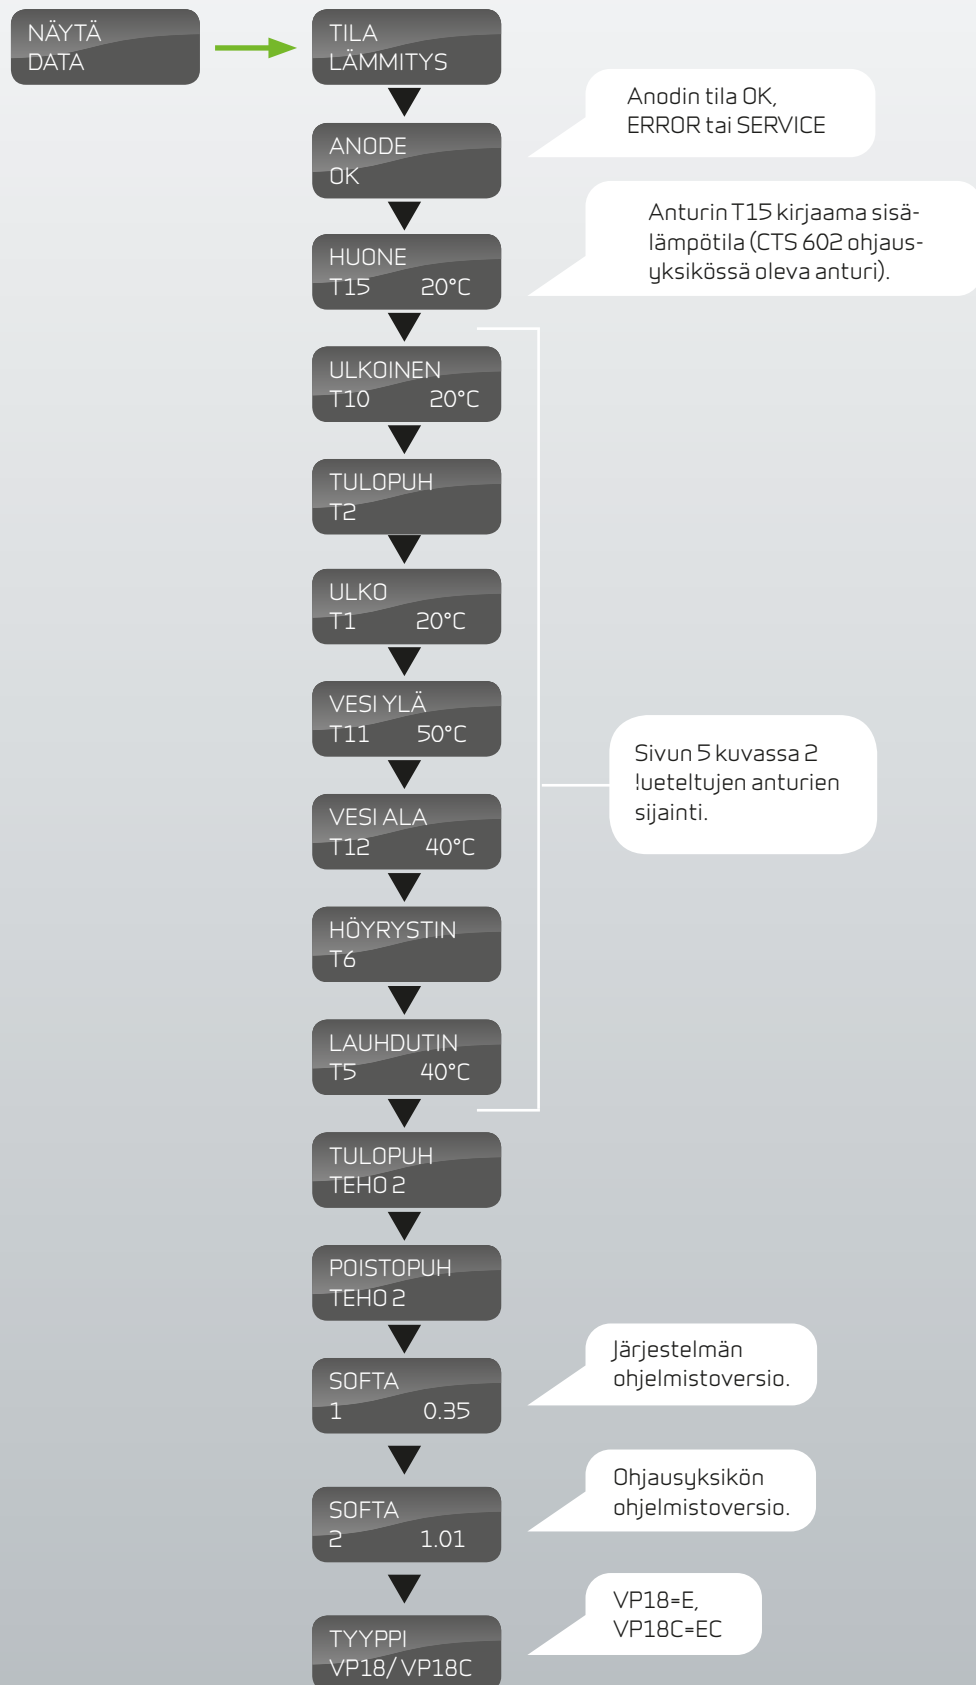 NÄYTÄ
DATA
TILA
LÄMMITYS
Anodin tila OK,
ERROR tai SERVICE
ANODE
OK
Anturin T15 kirjaama sisä-
lämpötila (CTS 602 ohjaus-
yksikössä oleva anturi).
HUONE
T15 20°C
ULKOINEN
T10 20°C
TULOPUH
T2
ULKO
T1 20°C
VESI YLÄ
T11 50°C
Sivun 5 kuvassa 2
lueteltujen anturien
sijainti.
VESI ALA
T12 40°C
HÖYRYSTIN
T6
LAUHDUTIN
T5 40°C
TULOPUH
TEHO 2
POISTOPUH
TEHO 2
Järjestelmän
ohjelmistoversio.
SOFTA
1 0.35
Ohjausyksikön
ohjelmistoversio.
SOFTA
2 1.01
VP18=E,
VP18C=EC
TYYPPI
VP18/ VP18C